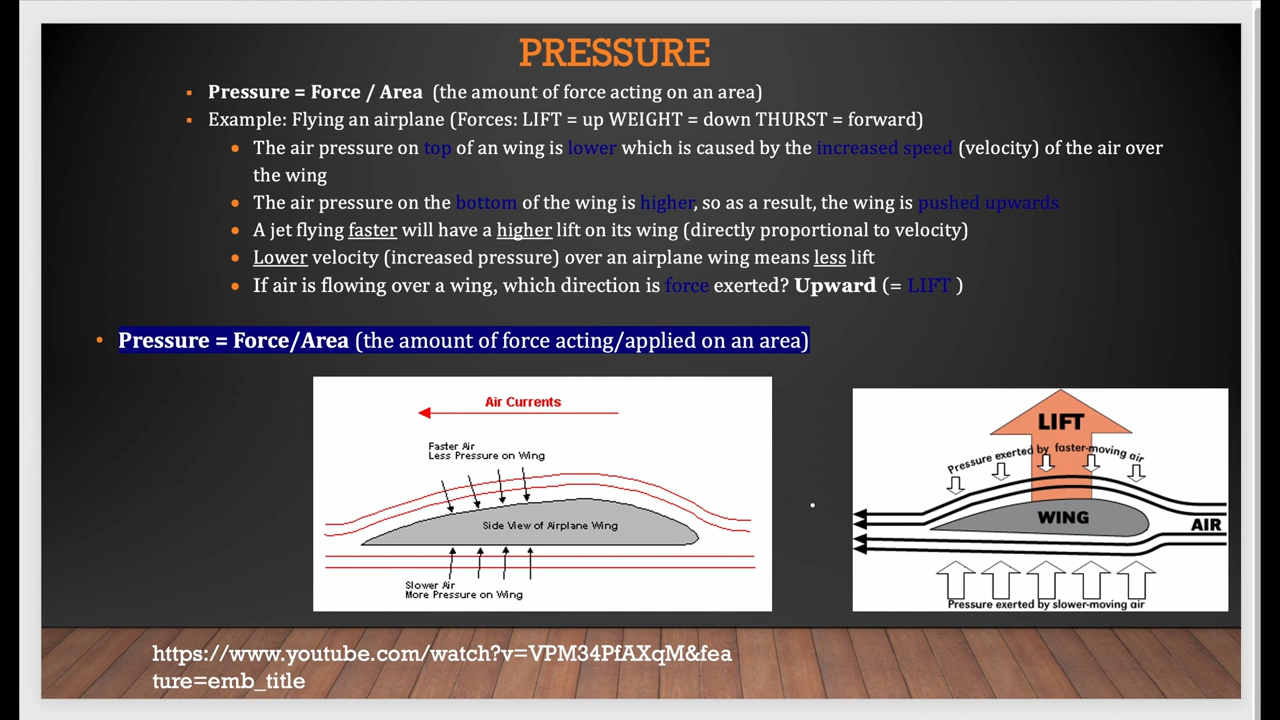 PRESSURE
▪ Pressure = Force / Area (the amount of force acting on an area)
▪ Example: Flying an airplane (Forces: LIFT = up WEIGHT = down THURST = forward)
• The air pressure on top of an wing is lower which is caused by the increased speed (velocity) of the air over
the wing
• The air pressure on the bottom of the wing is higher, so as a result, the wing is pushed upwards
• A jet flying faster will have a higher lift on its wing (directly proportional to velocity)
• Lower velocity (increased pressure) over an airplane wing means less lift
• If air is flowing over a wing, which direction is force exerted? Upward (= LIFT )
• Pressure = Force/Area (the amount of force acting/applied on an area)
Air Currents
Faster Air
Less Pressure on Wing
Side View of Airplane Wing
Slower Air
More Pressure on Wing
LIFT
Pressure exerted by faster-moving air
WING
AIR
Pressure exerted by slower-moving air
https://www.youtube.com/watch?v=VPM34PfAXqM&fea
ture=emb_title